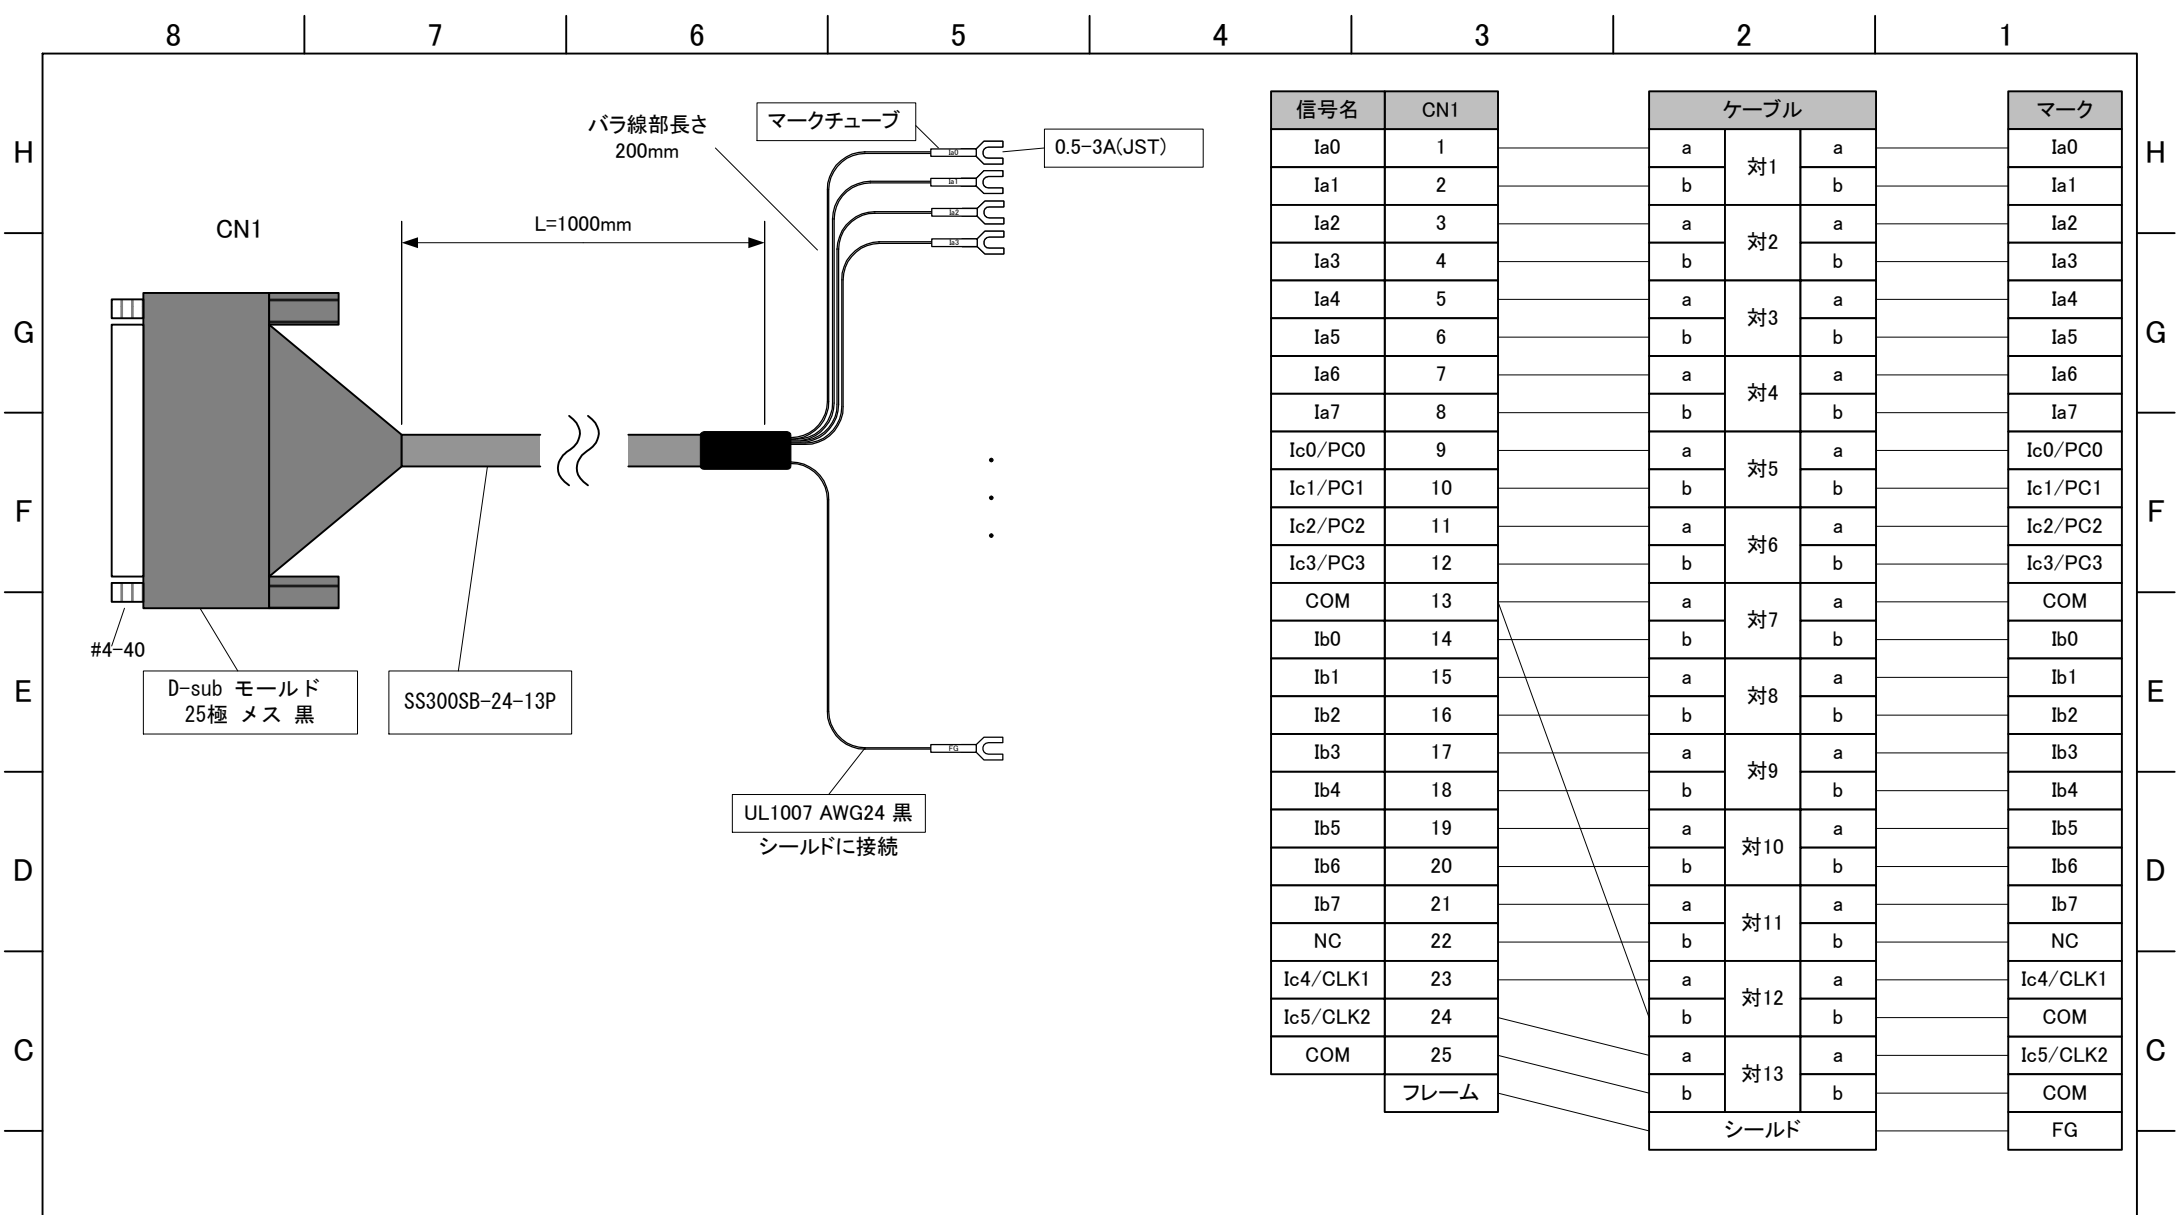 8 7 6 5 4 3 2 1
H
G
F
E
D
C
CN1
L=1000mm
バラ線部長さ
200mm
マークチューブ
0.5-3A(JST)
Ia0
Ia1
Ia2
Ia3
FG
#4-40
D-sub モールド
25極 メス 黒
SS300SB-24-13P
UL1007 AWG24 黒
シールドに接続
信号名 CN1 ケーブル マーク
Ia0 1 a 対1 a Ia0
Ia1 2 b b Ia1
Ia2 3 a 対2 a Ia2
Ia3 4 b b Ia3
Ia4 5 a 対3 a Ia4
Ia5 6 b b Ia5
Ia6 7 a 対4 a Ia6
Ia7 8 b b Ia7
Ic0/PC0 9 a 対5 a Ic0/PC0
Ic1/PC1 10 b b Ic1/PC1
Ic2/PC2 11 a 対6 a Ic2/PC2
Ic3/PC3 12 b b Ic3/PC3
COM 13 a 対7 a COM
Ib0 14 b b Ib0
Ib1 15 a 対8 a Ib1
Ib2 16 b b Ib2
Ib3 17 a 対9 a Ib3
Ib4 18 b b Ib4
Ib5 19 a 対10 a Ib5
Ib6 20 b b Ib6
Ib7 21 a 対11 a Ib7
NC 22 b b NC
Ic4/CLK1 23 a 対12 a Ic4/CLK1
Ic5/CLK2 24 b b COM
COM 25 a 対13 a Ic5/CLK2
フレーム b b COM
シールド FG
H
G
F
E
D
C